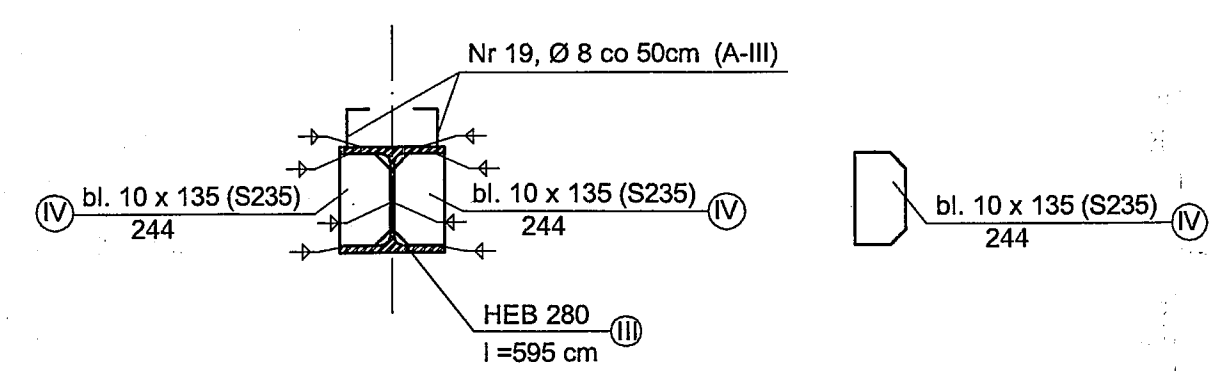 Nr 19, Ø 8 co 50cm (A-III)
IV bl. 10 x 135 (S235)
244
bl. 10 x 135 (S235) IV
244
bl. 10 x 135 (S235) IV
244
HEB 280 III
l =595 cm